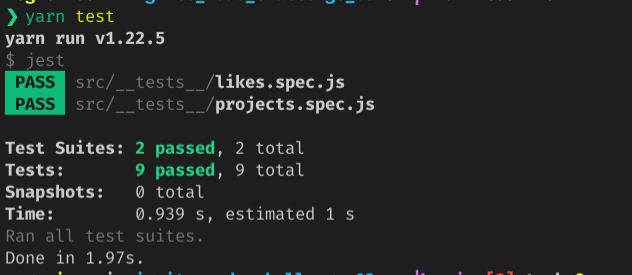 ❯ yarn test
yarn run v1.22.5
$ jest
PASS src/__tests__/likes.spec.js
PASS src/__tests__/projects.spec.js
Test Suites: 2 passed, 2 total
Tests: 9 passed, 9 total
Snapshots: 0 total
Time: 0.939 s, estimated 1 s
Ran all test suites.
Done in 1.97s.